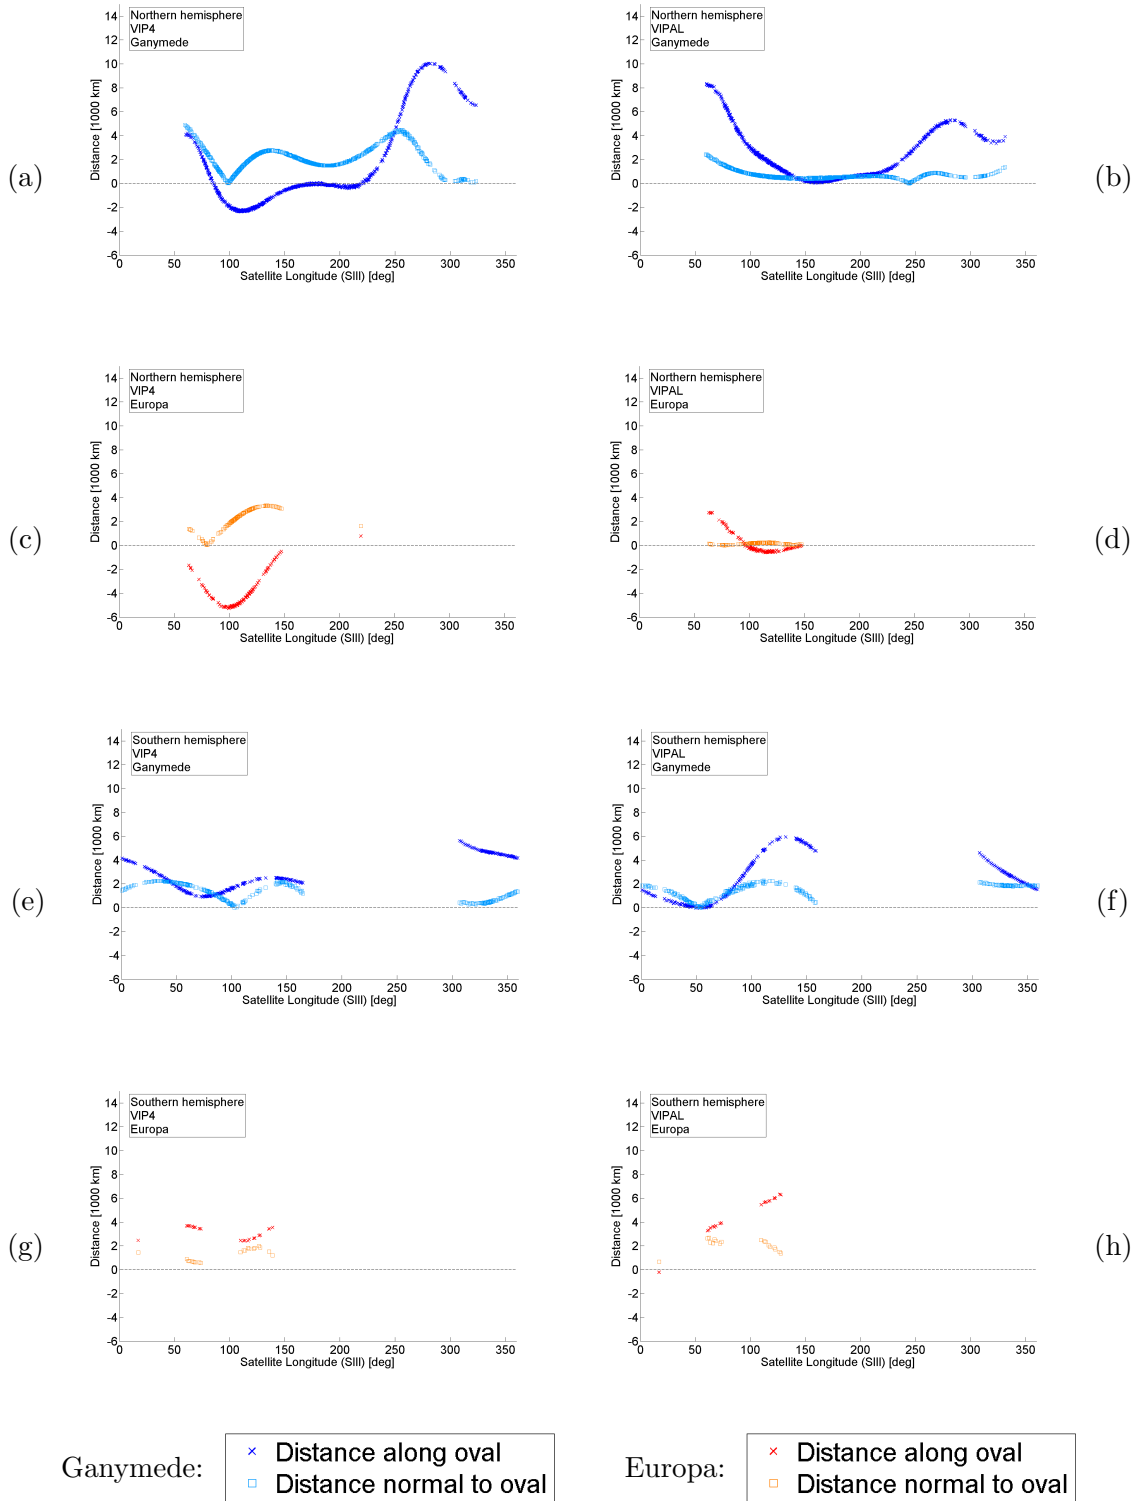 Northern hemisphere
VIP4
Ganymede
Distance [1000 km]
14
12
10
8
6
4
2
0
-2
-4
-6
0 50 100 150 200 250 300 350
Satellite Longitude (SIII) [deg]
(a)
Northern hemisphere
VIPAL
Ganymede
Distance [1000 km]
14
12
10
8
6
4
2
0
-2
-4
-6
0 50 100 150 200 250 300 350
Satellite Longitude (SIII) [deg]
(b)
Northern hemisphere
VIP4
Europa
Distance [1000 km]
14
12
10
8
6
4
2
0
-2
-4
-6
0 50 100 150 200 250 300 350
Satellite Longitude (SIII) [deg]
(c)
Northern hemisphere
VIPAL
Europa
Distance [1000 km]
14
12
10
8
6
4
2
0
-2
-4
-6
0 50 100 150 200 250 300 350
Satellite Longitude (SIII) [deg]
(d)
Southern hemisphere
VIP4
Ganymede
Distance [1000 km]
14
12
10
8
6
4
2
0
-2
-4
-6
0 50 100 150 200 250 300 350
Satellite Longitude (SIII) [deg]
(e)
Southern hemisphere
VIPAL
Ganymede
Distance [1000 km]
14
12
10
8
6
4
2
0
-2
-4
-6
0 50 100 150 200 250 300 350
Satellite Longitude (SIII) [deg]
(f)
Southern hemisphere
VIP4
Europa
Distance [1000 km]
14
12
10
8
6
4
2
0
-2
-4
-6
0 50 100 150 200 250 300 350
Satellite Longitude (SIII) [deg]
(g)
Southern hemisphere
VIPAL
Europa
Distance [1000 km]
14
12
10
8
6
4
2
0
-2
-4
-6
0 50 100 150 200 250 300 350
Satellite Longitude (SIII) [deg]
(h)
Ganymede:
Distance along oval
Distance normal to oval
Europa:
Distance along oval
Distance normal to oval